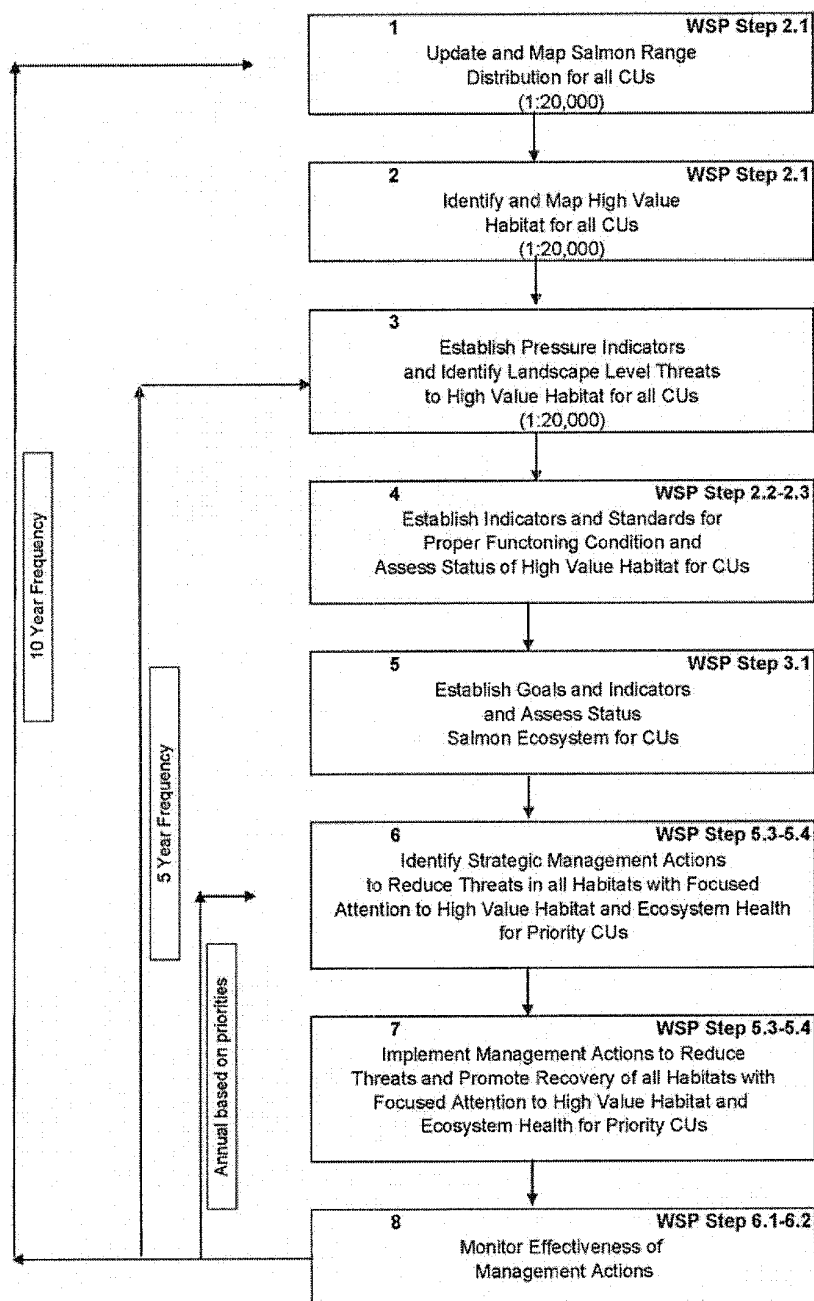 1 WSP Step 2.1
Update and Map Salmon Range
Distribution for all CUs
(1:20,000)
2 WSP Step 2.1
Identify and Map High Value
Habitat for all CUs
(1:20,000)
3
Establish Pressure Indicators
and Identify Landscape Level Threats
to High Value Habitat for all CUs
(1:20,000)
4 WSP Step 2.2-2.3
Establish Indicators and Standards for
Proper Functoning Condition and
Assess Status of High Value Habitat for CUs
5 WSP Step 3.1
Establish Goals and Indicators
and Assess Status
Salmon Ecosystem for CUs
6 WSP Step 5.3-5.4
Identify Strategic Management Actions
to Reduce Threats in all Habitats with Focused
Attention to High Value Habitat and Ecosystem Health
for Priority CUs
7 WSP Step 5.3-5.4
Implement Management Actions to Reduce
Threats and Promote Recovery of all Habitats with
Focused Attention to High Value Habitat and
Ecosystem Health for Priority CUs
8 WSP Step 6.1-6.2
Monitor Effectiveness of
Management Actions
10 Year Frequency
5 Year Frequency
Annual based on priorities